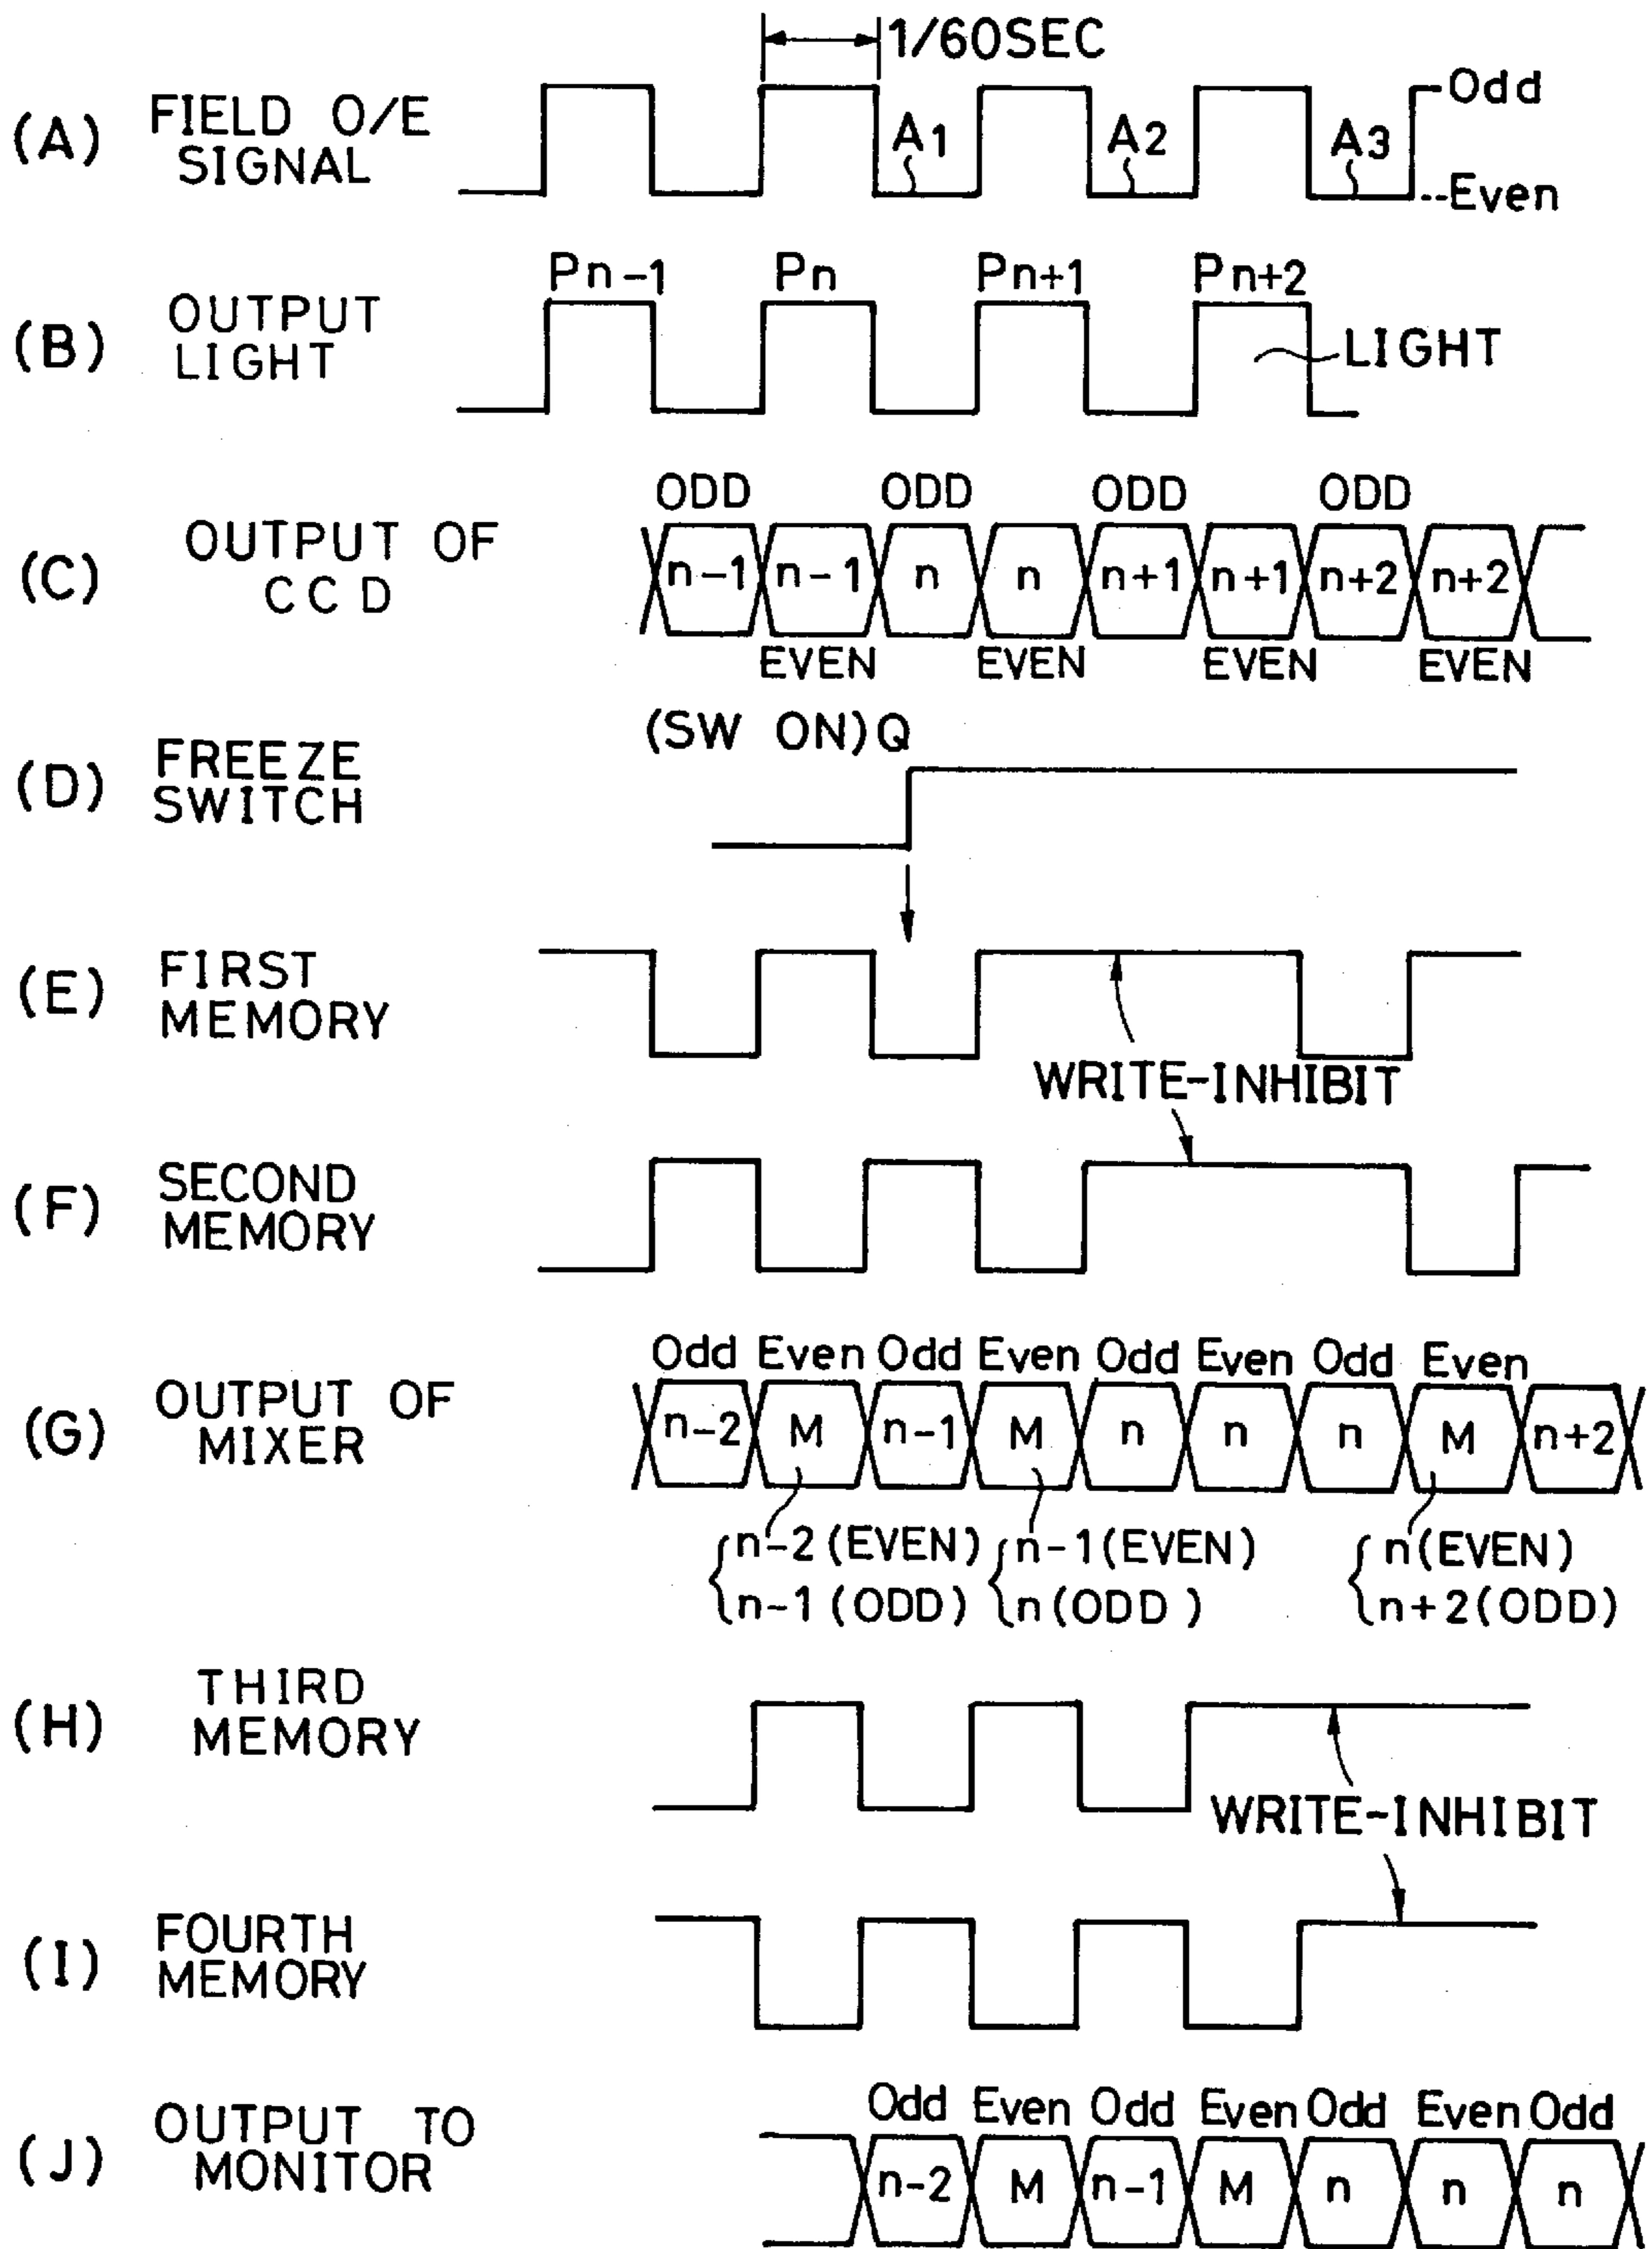 1/60SEC
(A) FIELD O/E
SIGNAL
A1 A2 A3
Odd
--Even
(B) OUTPUT
LIGHT
Pn-1 Pn Pn+1 Pn+2
LIGHT
(C) OUTPUT OF
CCD
ODD ODD ODD ODD
n-1 n-1 n n n+1 n+1 n+2 n+2
EVEN EVEN EVEN EVEN
(D) FREEZE
SWITCH
(SW ON)Q
(E) FIRST
MEMORY
WRITE-INHIBIT
(F) SECOND
MEMORY
(G) OUTPUT OF
MIXER
Odd Even Odd Even Odd Even Odd Even
n-2 M n-1 M n n n M n+2
{n-2(EVEN) {n-1(EVEN) {n(EVEN)
n-1(ODD) n(ODD) n+2(ODD)
(H) THIRD
MEMORY
WRITE-INHIBIT
(I) FOURTH
MEMORY
(J) OUTPUT TO
MONITOR
Odd Even Odd Even Odd Even Odd
n-2 M n-1 M n n n